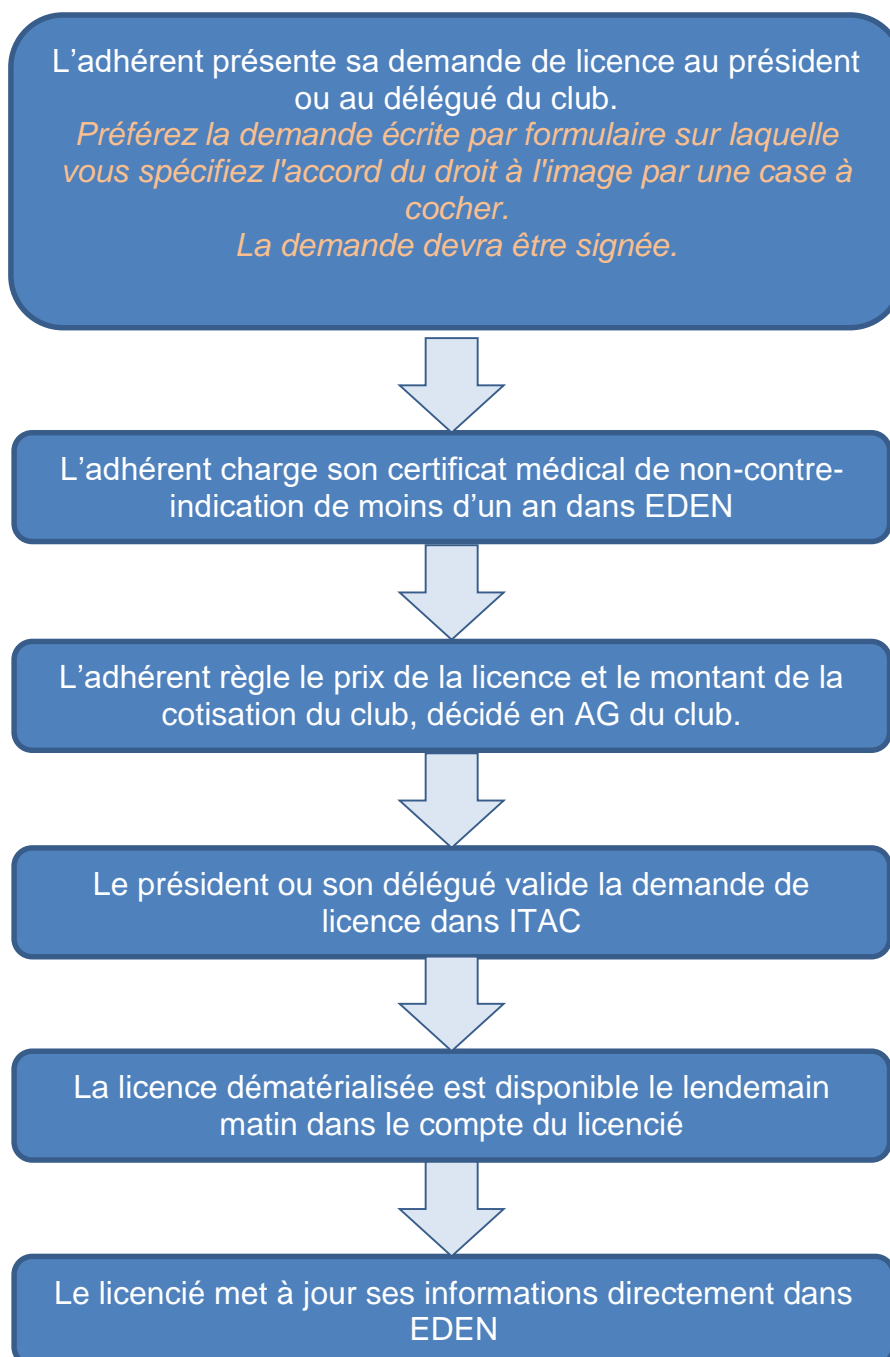 L’adhérent présente sa demande de licence au président
ou au délégué du club.
Préférez la demande écrite par formulaire sur laquelle
vous spécifiez l'accord du droit à l'image par une case à
cocher.
La demande devra être signée.
L’adhérent charge son certificat médical de non-contre-
indication de moins d’un an dans EDEN
L’adhérent règle le prix de la licence et le montant de la
cotisation du club, décidé en AG du club.
Le président ou son délégué valide la demande de
licence dans ITAC
La licence dématérialisée est disponible le lendemain
matin dans le compte du licencié
Le licencié met à jour ses informations directement dans
EDEN